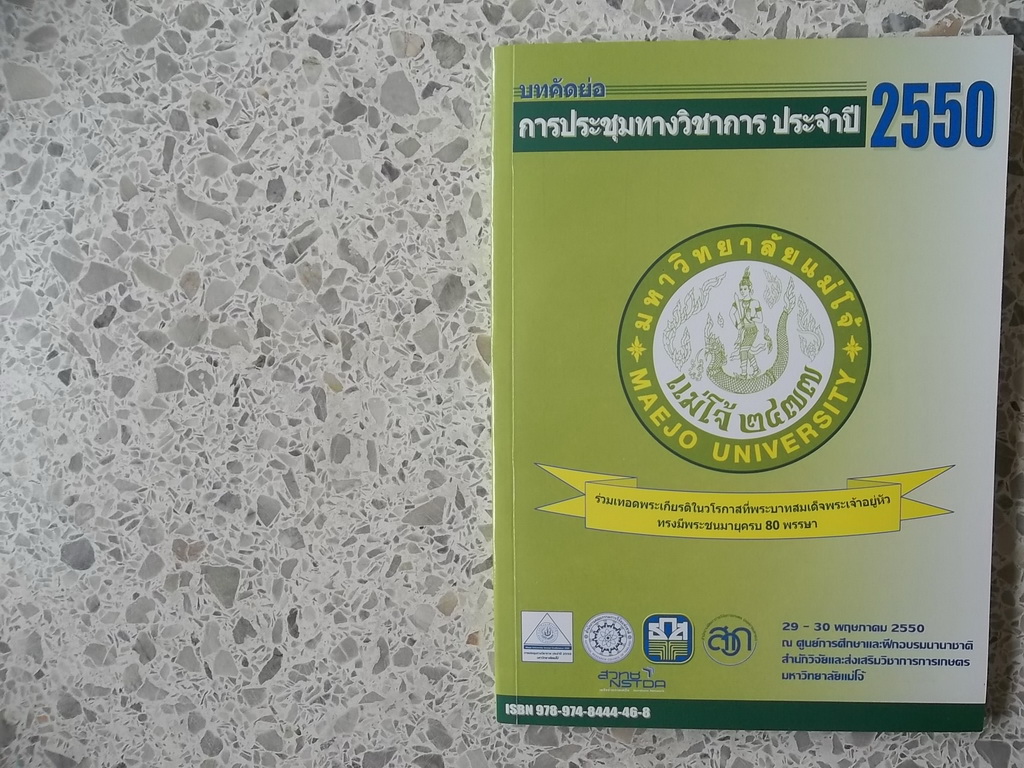 บทคัดย่อ
การประชุมทางวิชาการ ประจำปี 2550
มหาวิทยาลัยแม่โจ้
แม่โจ้ ๒๔๗๗
MAEJO UNIVERSITY
ร่วมเทอดพระเกียรติในวโรกาสที่พระบาทสมเด็จพระเจ้าอยู่หัว
ทรงมีพระชนมายุครบ 80 พรรษา
สกว
สวทช
NSTDA
29 - 30 พฤษภาคม 2550
ณ ศูนย์การศึกษาและฝึกอบรมนานาชาติ
สำนักวิจัยและส่งเสริมวิชาการการเกษตร
มหาวิทยาลัยแม่โจ้
ISBN 978-974-8444-46-8